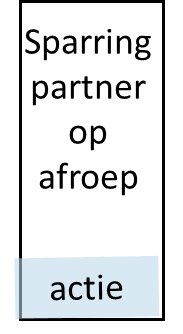 Sparring
partner
op
afroep
actie